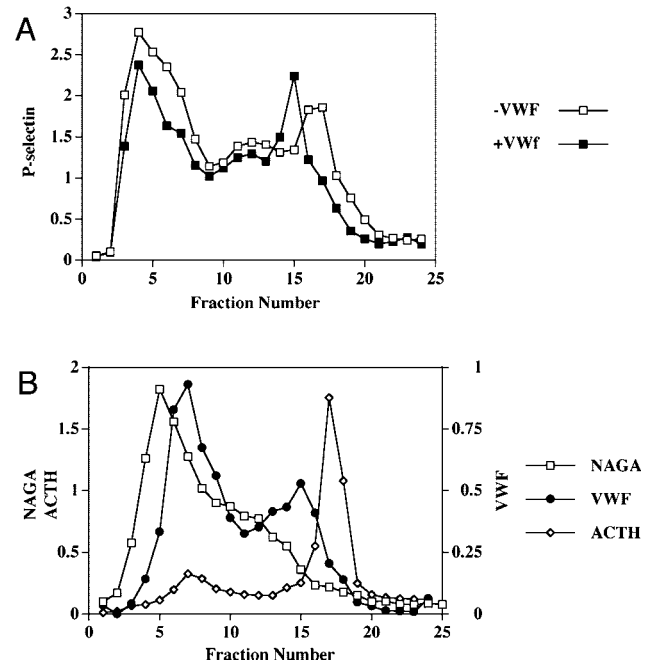 A
3
2.5
2
1.5
1
0.5
0
P-selectin
0 5 10 15 20 25
Fraction Number
-VWF
+VWf
B
2
1.5
1
0.5
0
NAGA
ACTH
1
0.75
0.5
0.25
0
VWF
0 5 10 15 20 25
Fraction Number
NAGA
VWF
ACTH